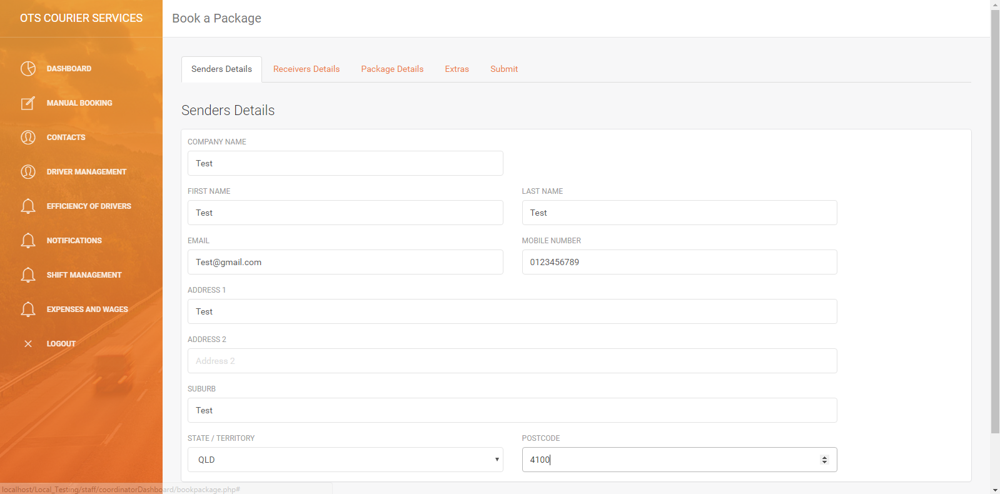 OTS COURIER SERVICES
Book a Package
DASHBOARD
MANUAL BOOKING
CONTACTS
DRIVER MANAGEMENT
EFFICIENCY OF DRIVERS
NOTIFICATIONS
SHIFT MANAGEMENT
EXPENSES AND WAGES
LOGOUT
Senders Details Receivers Details Package Details Extras Submit
Senders Details
COMPANY NAME
Test
FIRST NAME LAST NAME
Test Test
EMAIL MOBILE NUMBER
Test@gmail.com 0123456789
ADDRESS 1
Test
ADDRESS 2
Address 2
SUBURB
Test
STATE / TERRITORY POSTCODE
QLD 4100
localhost/Local_Testing/staff/coordinatorDashboard/bookpackage.php#